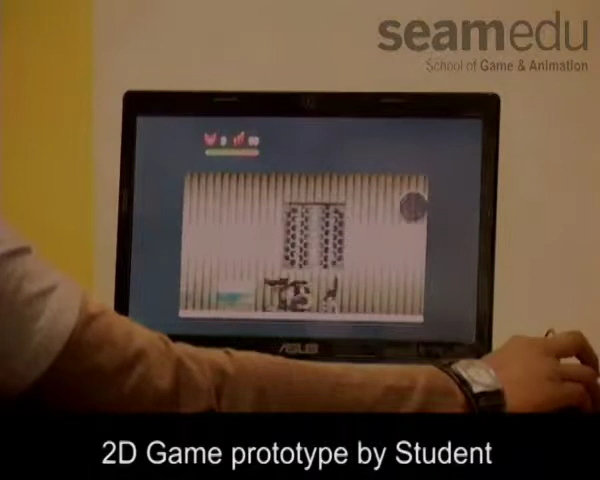 seamedu
School of Game & Animation
ASUS
2D Game prototype by Student